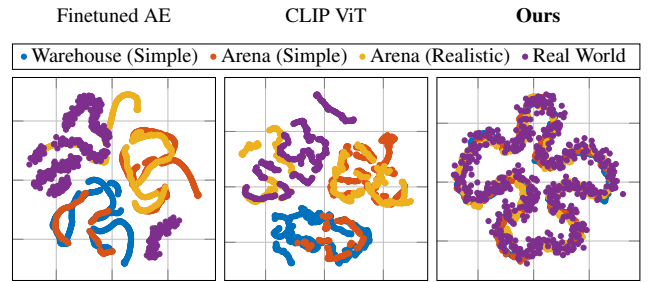 Finetuned AE CLIP ViT Ours
Warehouse (Simple) Arena (Simple) Arena (Realistic) Real World